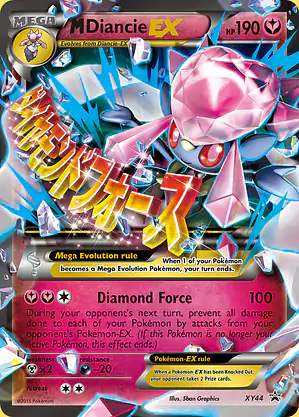 MEGA
MDiancieEX
HP190
Evolves from Diancie-EX
ダイヤモンドフォース
Mega Evolution rule
When 1 of your Pokémon
becomes a Mega Evolution Pokémon, your turn ends.
Diamond Force 100
During your opponent's next turn, prevent all damage
done to each of your Pokémon by attacks from your
opponent's Pokémon-EX. (If this Pokémon is no longer your
Active Pokémon, this effect ends.)
weakness
×2
resistance
-20
retreat
Pokémon-EX rule
When a Pokémon-EX has been Knocked Out,
your opponent takes 2 Prize cards.
©2015 Pokémon
Illus. 5ban Graphics
XY44